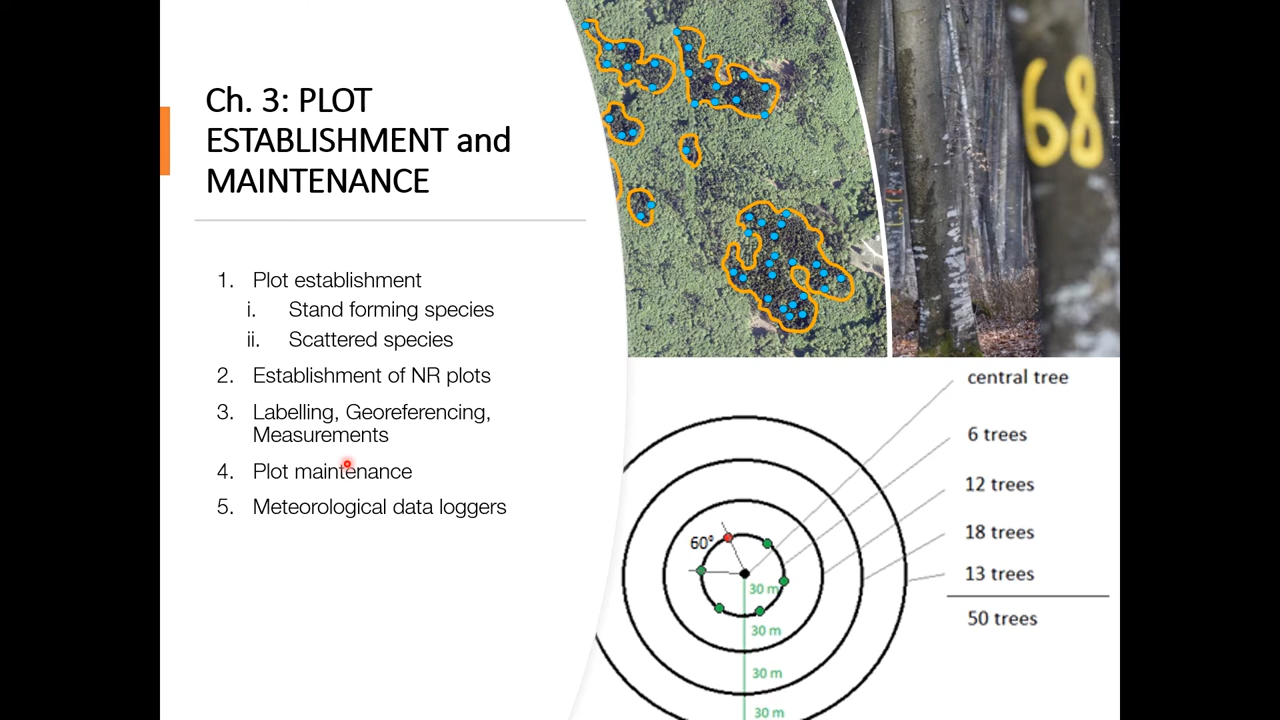 Ch. 3: PLOT
ESTABLISHMENT and
MAINTENANCE
1. Plot establishment
i. Stand forming species
ii. Scattered species
2. Establishment of NR plots
3. Labelling, Georeferencing,
Measurements
4. Plot maintenance
5. Meteorological data loggers
68
central tree
6 trees
12 trees
18 trees
13 trees
50 trees
60°
30 m
30 m
30 m
30 m